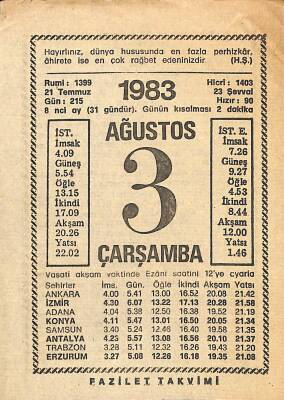 Hayırlınız, dünya hususunda en fazla perhizkâr,
âhirete ise en çok rağbet edeninizdir. (H.Ş.)
Rumi : 1399
21 Temmuz
Gün : 215
1983
Hicri : 1403
23 Şevval
Hızır : 90
8 nci ay (31 gündür). Günün kısalması : 2 dakika
İST.
İmsak
4.09
Güneş
5.54
Öğle
13.15
İkindi
17.09
Akşam
20.26
Yatsı
22.02
AĞUSTOS
3
ÇARŞAMBA
İST. E.
İmsak
7.26
Güneş
9.27
Öğle
4.53
İkindi
8.44
Akşam
12.00
Yatsı
1.46
Vasati akşam vaktinde Ezânî saatini 12'ye ayarla
Şehirler İms. Gün. Öğle İkindi Akşam Yatsı
ANKARA 4.00 5.41 13.00 16.52 20.08 21.42
İZMİR 4.30 6.07 13.22 17.13 20.28 21.58
ADANA 4.04 5.38 12.50 16.38 19.52 21.19
KONYA 4.11 5.47 13.01 16.50 20.05 21.34
SAMSUN 3.40 5.24 12.46 16.40 19.58 21.35
ANTALYA 4.23 5.57 13.08 16.56 20.10 21.37
TRABZON 3.28 5.11 12.32 16.26 19.43 21.20
ERZURUM 3.27 5.08 12.26 16.18 19.35 21.08
FAZİLET TAKVİMİ